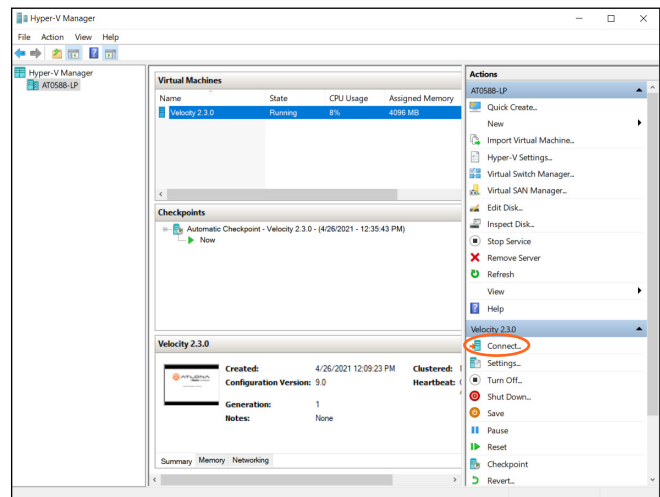 Hyper-V Manager
File Action View Help
Hyper-V Manager
AT0588-LP
Virtual Machines
Name State CPU Usage Assigned Memory
Velocity 2.3.0 Running 8% 4096 MB
Checkpoints
Automatic Checkpoint - Velocity 2.3.0 - (4/26/2021 - 12:35:43 PM)
Now
Velocity 2.3.0
ATLONA
Created: 4/26/2021 12:09:23 PM Clustered:
Configuration Version: 9.0 Heartbeat:
Generation: 1
Notes: None
Summary Memory Networking
Actions
AT0588-LP
Quick Create...
New
Import Virtual Machine...
Hyper-V Settings...
Virtual Switch Manager...
Virtual SAN Manager...
Edit Disk...
Inspect Disk...
Stop Service
Remove Server
Refresh
View
Help
Velocity 2.3.0
Connect...
Settings...
Turn Off...
Shut Down...
Save
Pause
Reset
Checkpoint
Revert...